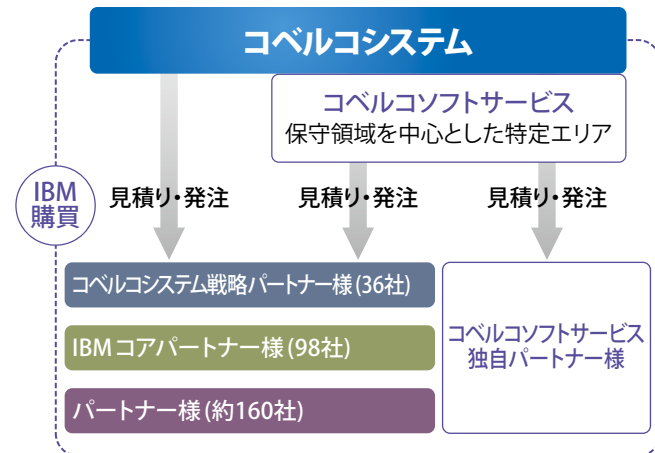 コベルコシステム
コベルコソフトサービス
保守領域を中心とした特定エリア
IBM
購買
見積り・発注
見積り・発注
見積り・発注
コベルコシステム戦略パートナー様(36社)
IBMコアパートナー様(98社)
パートナー様(約160社)
コベルコソフトサービス
独自パートナー様